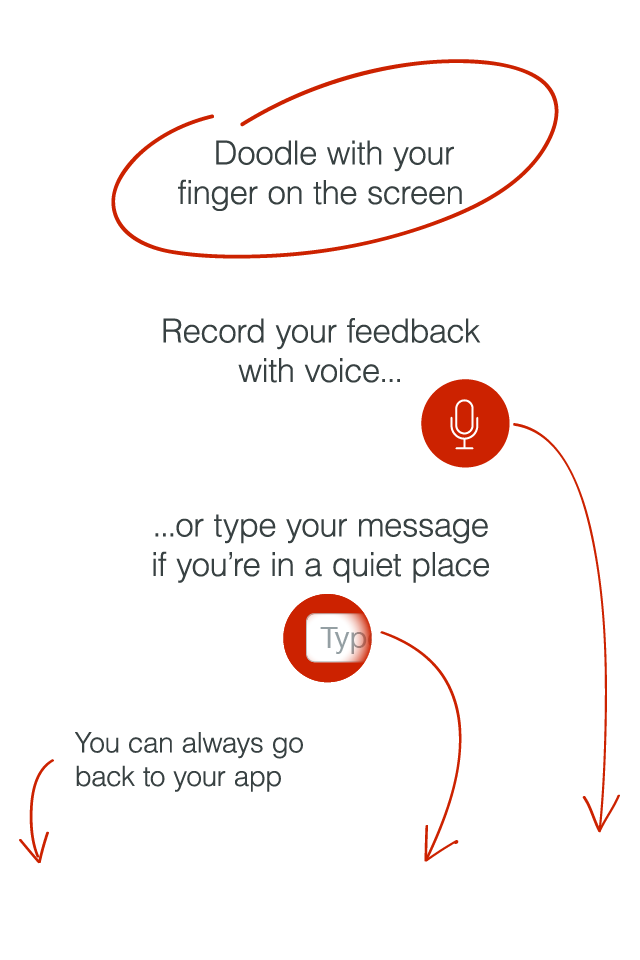 Doodle with your
finger on the screen
Record your feedback
with voice...
...or type your message
if you’re in a quiet place
Typ
You can always go
back to your app